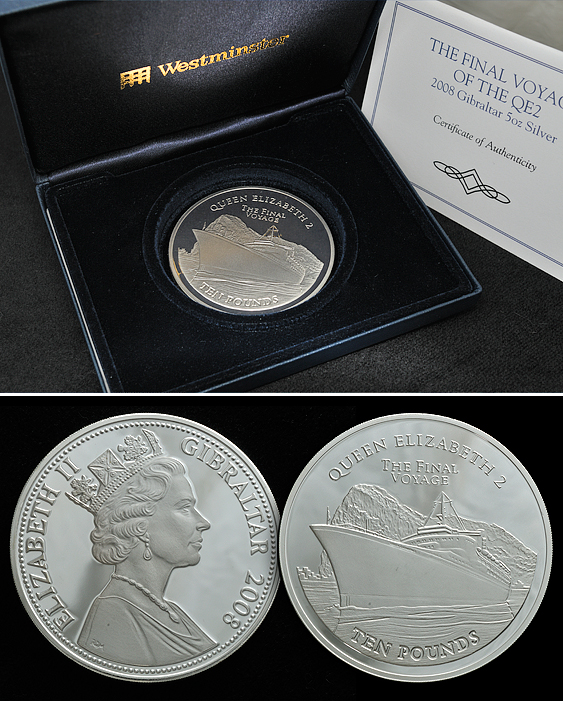 Westminster
THE FINAL VOYAG
OF THE QE2
2008 Gibraltar 5oz Silver
Certificate of Authenticity
QUEEN ELIZABETH 2
THE FINAL
VOYAGE
TEN POUNDS
ELIZABETH II
GIBRALTAR 2008
QUEEN ELIZABETH 2
THE FINAL
VOYAGE
TEN POUNDS